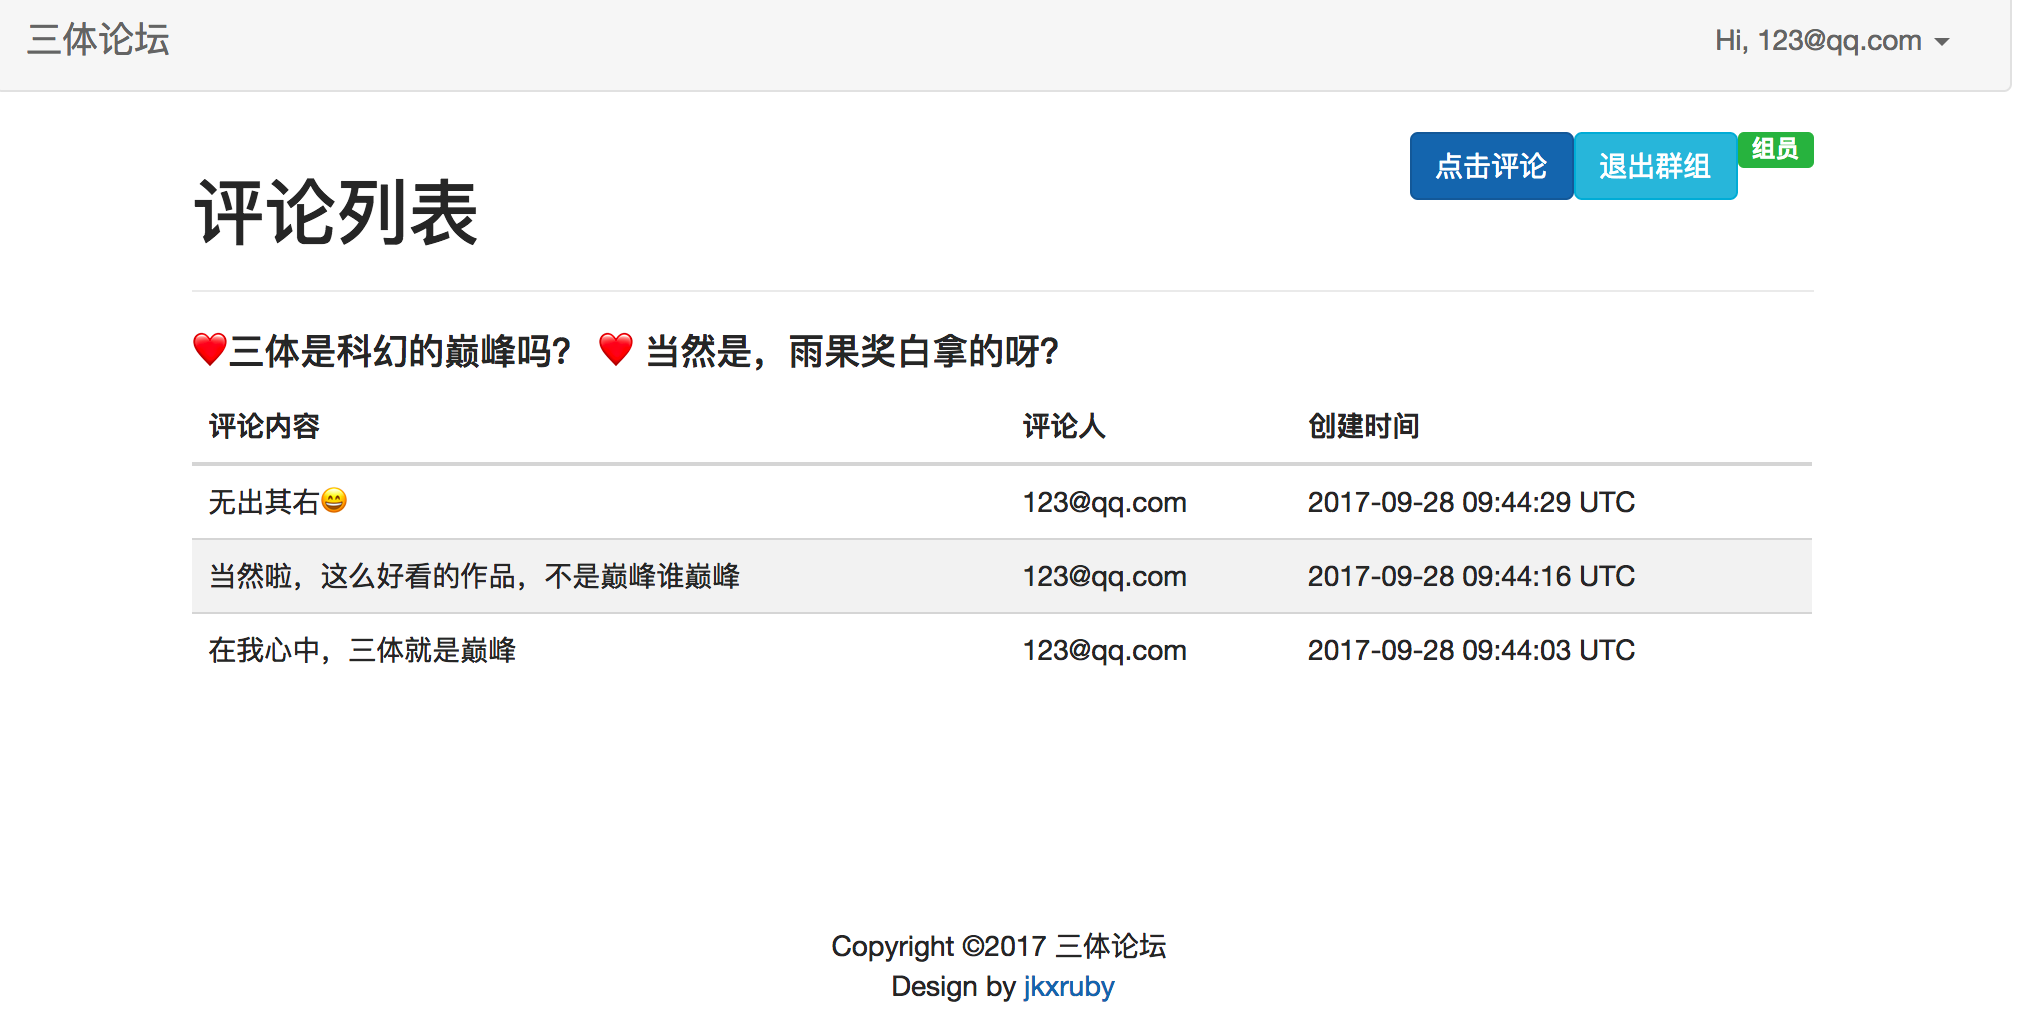 三体论坛 Hi, 123@qq.com
点击评论 退出群组 组员
评论列表
❤️三体是科幻的巅峰吗? ❤️ 当然是，雨果奖白拿的呀?
评论内容 评论人 创建时间
无出其右😄 123@qq.com 2017-09-28 09:44:29 UTC
当然啦，这么好看的作品，不是巅峰谁巅峰 123@qq.com 2017-09-28 09:44:16 UTC
在我心中，三体就是巅峰 123@qq.com 2017-09-28 09:44:03 UTC
Copyright ©2017 三体论坛
Design by jkxruby